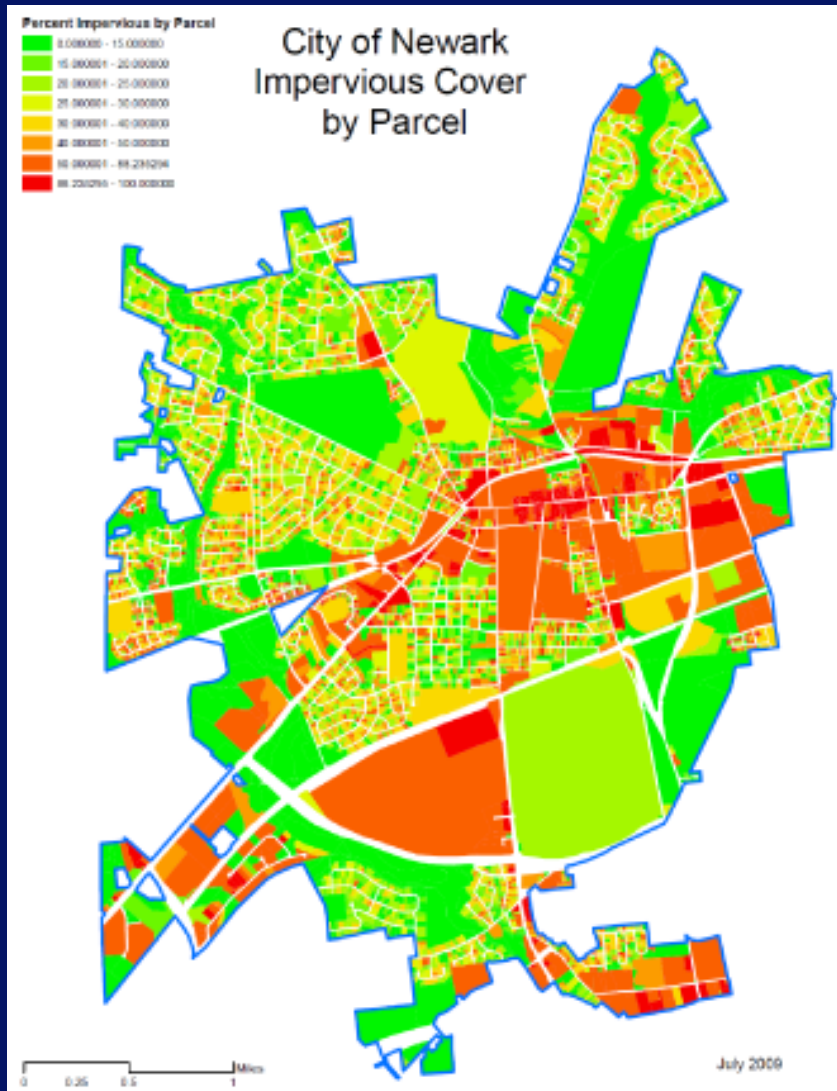 Percent Impervious by Parcel
0.000000 - 15.000000
15.000001 - 20.000000
20.000001 - 25.000000
25.000001 - 30.000000
30.000001 - 40.000000
40.000001 - 50.000000
City of Newark
Impervious Cover
by Parcel
0 0.25 0.5 1 Miles
July 2009